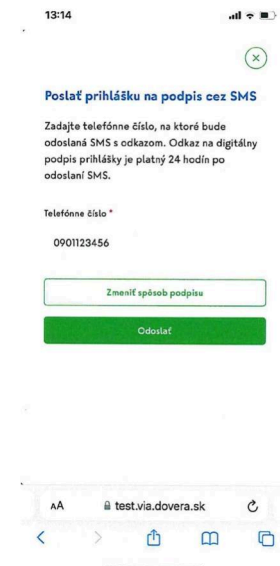 13:14
Poslať prihlášku na podpis cez SMS
Zadajte telefónne číslo, na ktoré bude
odoslaná SMS s odkazom. Odkaz na digitálny
podpis prihlášky je platný 24 hodín po
odoslaní SMS.
Telefónne číslo *
0901123456
Zmeniť spôsob podpisu
Odoslať
AA test.via.dovera.sk